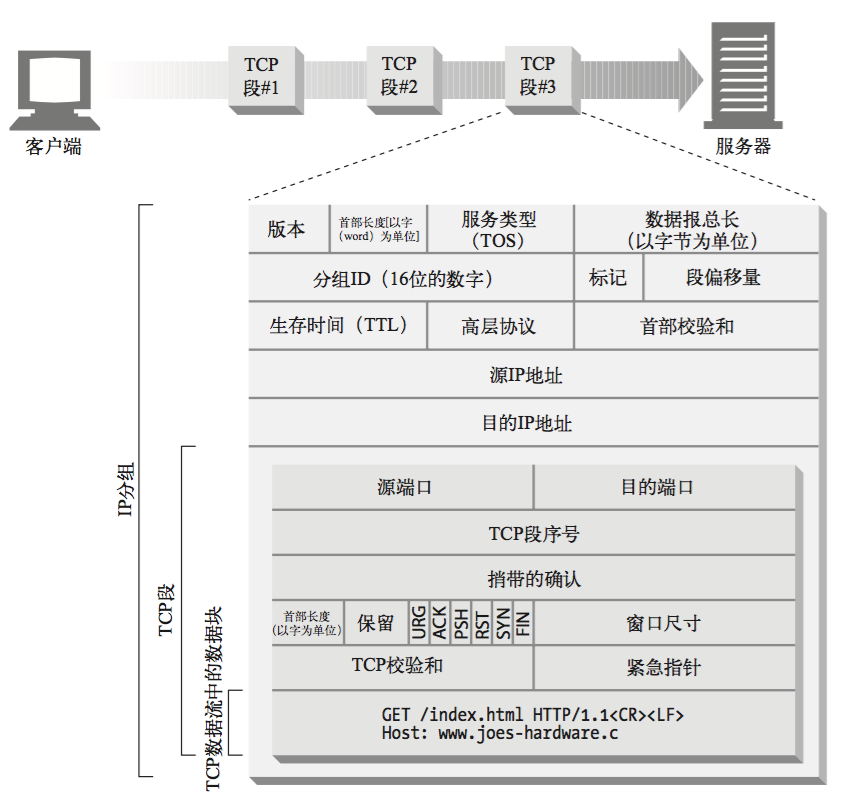 TCP
段#1
TCP
段#2
TCP
段#3
客户端
服务器
版本
首部长度[以字
(word)为单位]
服务类型
(TOS)
数据报总长
(以字节为单位)
分组ID(16位的数字)
标记
段偏移量
生存时间(TTL)
高层协议
首部校验和
源IP地址
目的IP地址
IP分组
TCP段
TCP数据流中的数据块
源端口
目的端口
TCP段序号
捎带的确认
首部长度
(以字为单位)
保留
URG
ACK
PSH
RST
SYN
FIN
窗口尺寸
TCP校验和
紧急指针
GET /index.html HTTP/1.1<CR><LF>
Host: www.joes-hardware.c